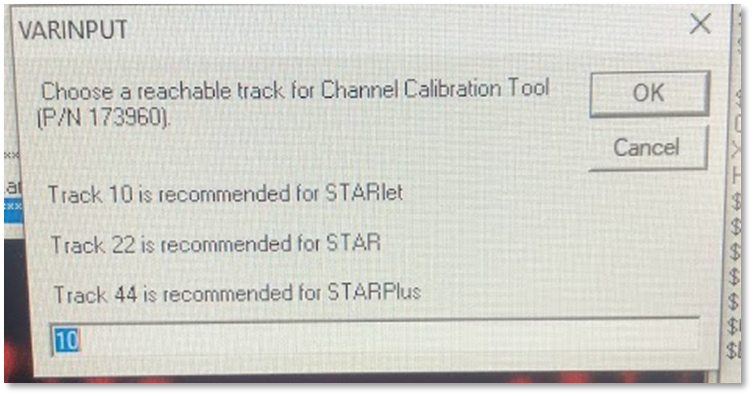 VARINPUT
Choose a reachable track for Channel Calibration Tool
(P/N 173960).
OK
Cancel
Track 10 is recommended for STARlet
Track 22 is recommended for STAR
Track 44 is recommended for STARPlus
10